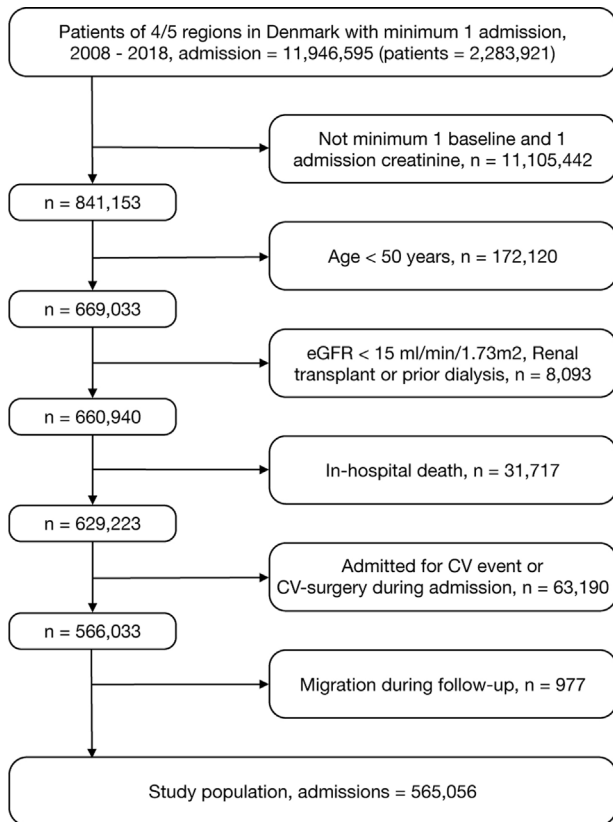 Patients of 4/5 regions in Denmark with minimum 1 admission,
2008 - 2018, admission = 11,946,595 (patients = 2,283,921)
Not minimum 1 baseline and 1
admission creatinine, n = 11,105,442
n = 841,153
Age < 50 years, n = 172,120
n = 669,033
eGFR < 15 ml/min/1.73m2, Renal
transplant or prior dialysis, n = 8,093
n = 660,940
In-hospital death, n = 31,717
n = 629,223
Admitted for CV event or
CV-surgery during admission, n = 63,190
n = 566,033
Migration during follow-up, n = 977
Study population, admissions = 565,056